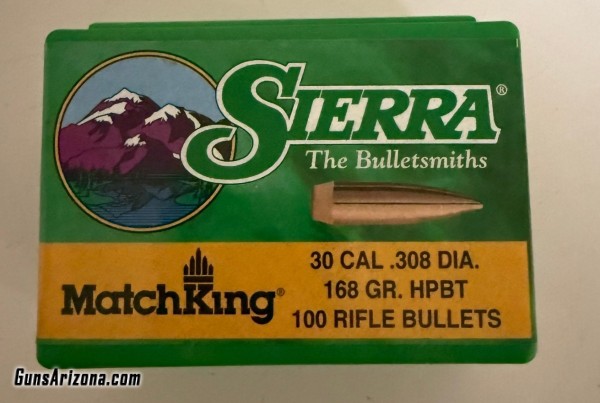 SIERRA®
The Bulletsmiths
30 CAL .308 DIA.
168 GR. HPBT
100 RIFLE BULLETS
MatchKing®
GunsArizona.com